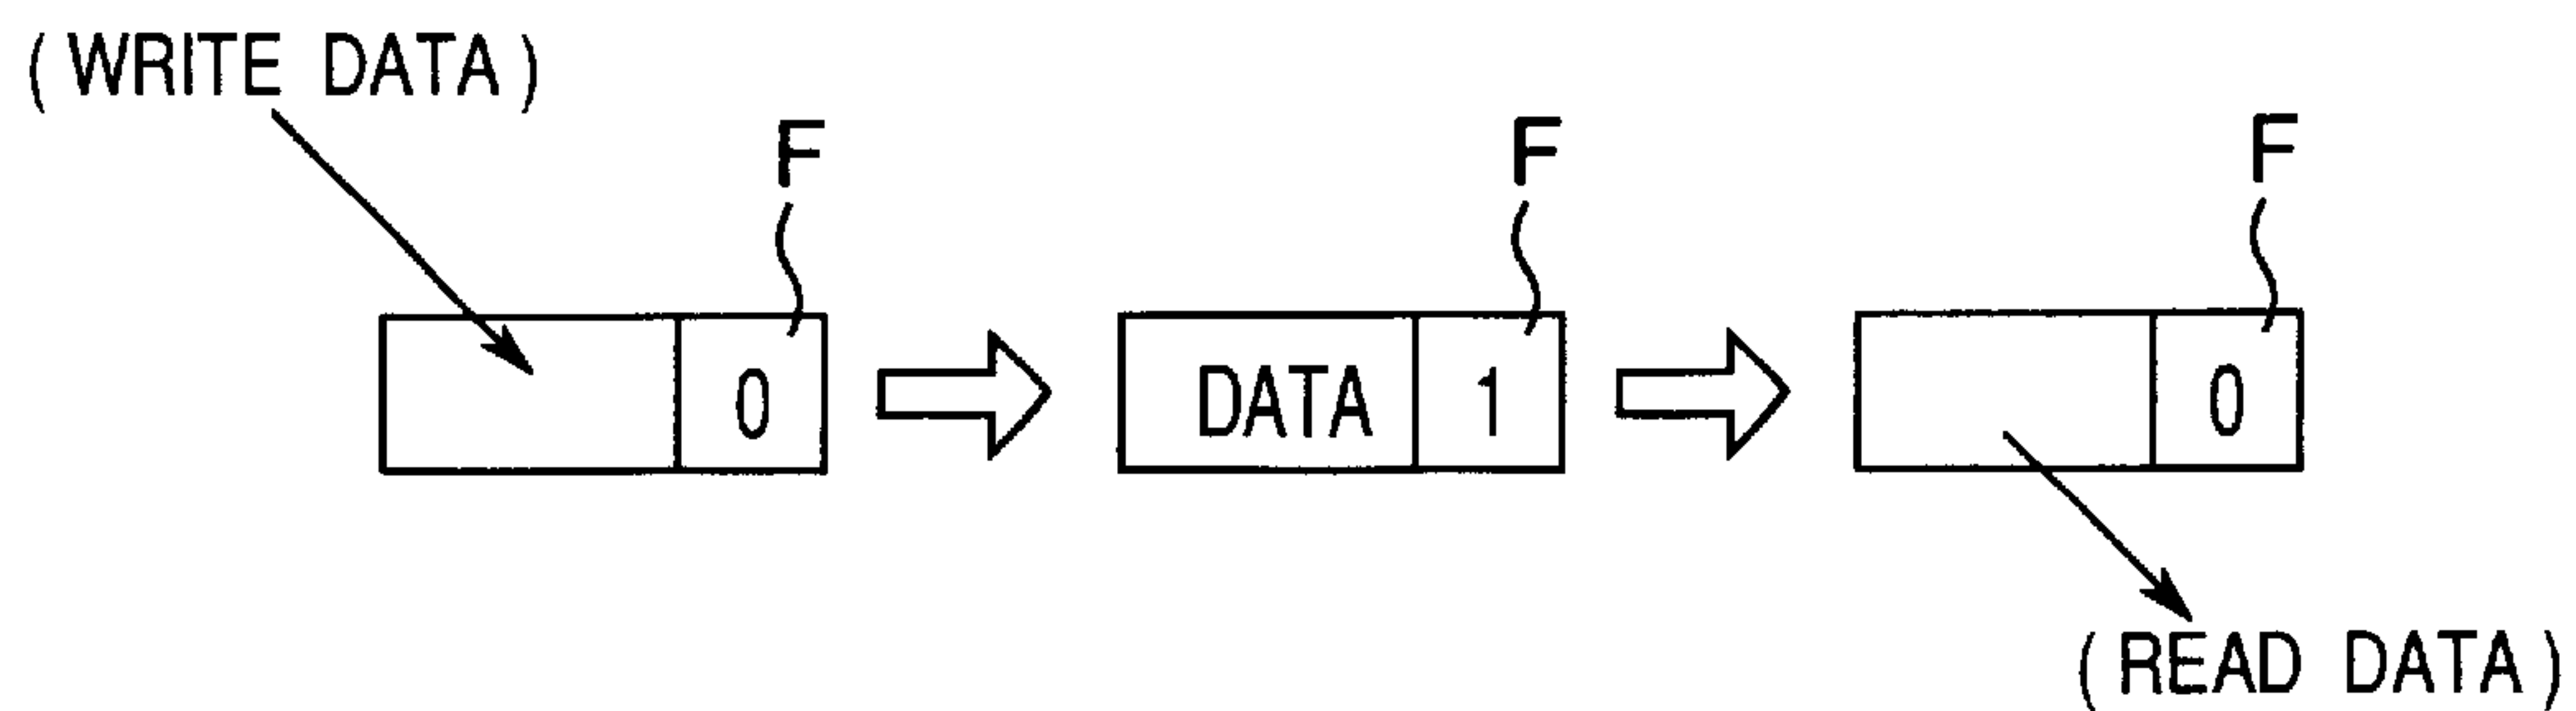 ( WRITE DATA )
F F F
0 DATA 1 0
( READ DATA )